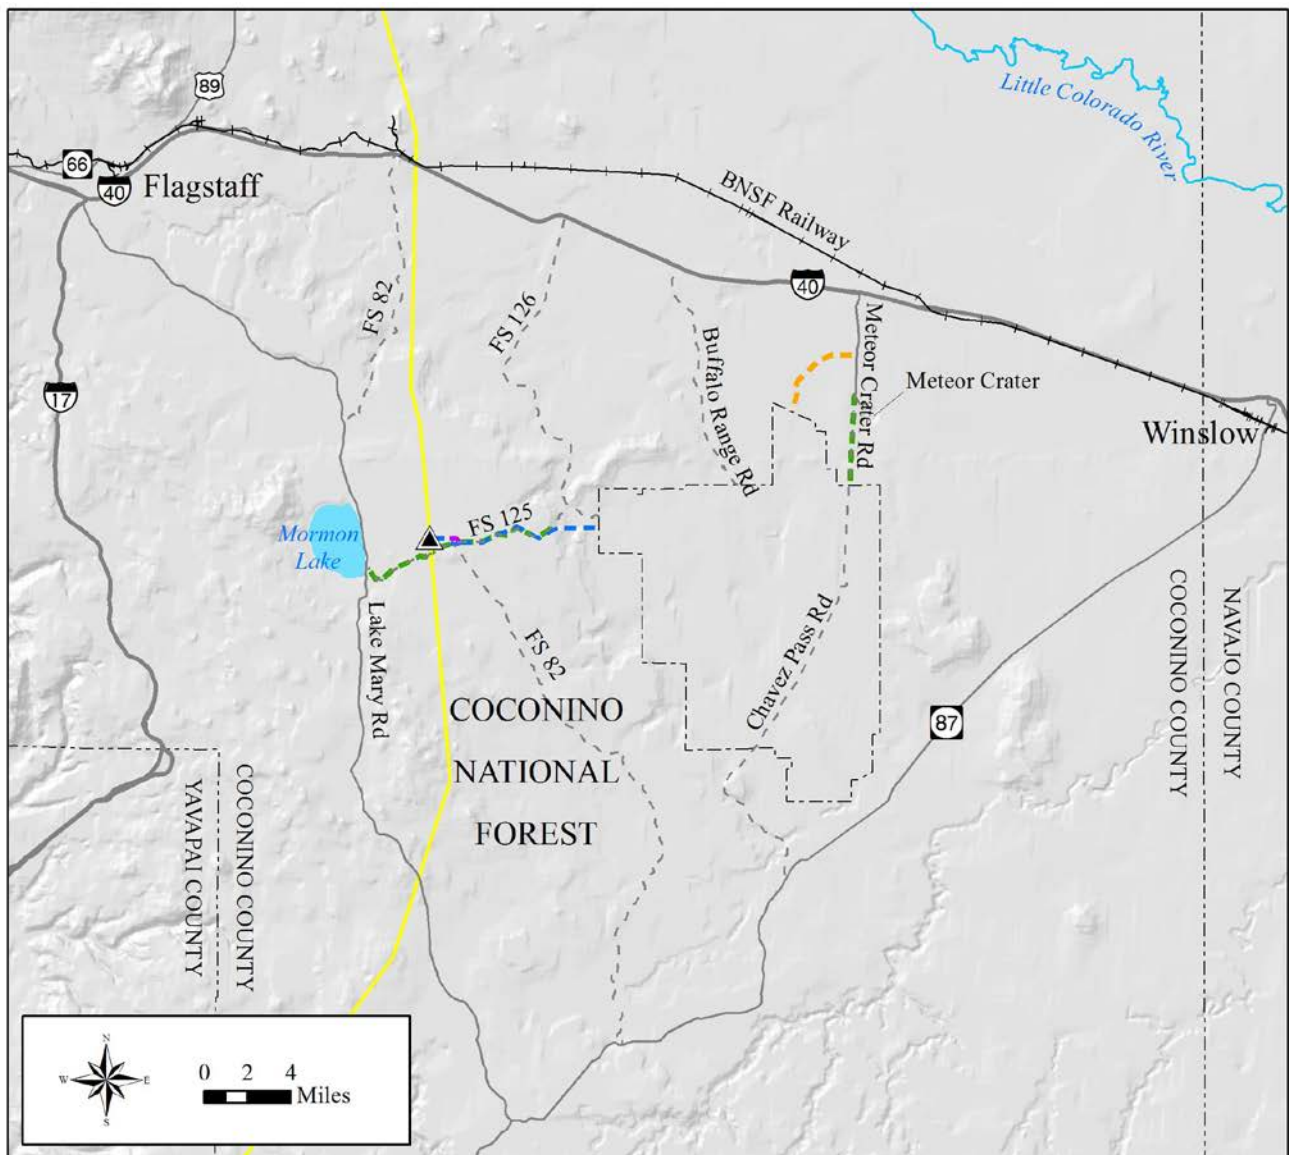 Little Colorado River
89
66
40
Flagstaff
BNSF Railway
40
FS 82
FS 126
Buffalo Range Rd
Meteor Crater Rd
Meteor Crater
17
Winslow
FS 125
Mormon
Lake
Lake Mary Rd
FS 82
Chavez Pass Rd
COCONINO COUNTY
NAVAJO COUNTY
COCONINO
NATIONAL
FOREST
87
YAVAPAI COUNTY
COCONINO COUNTY
N
W
E
S
0 2 4
Miles